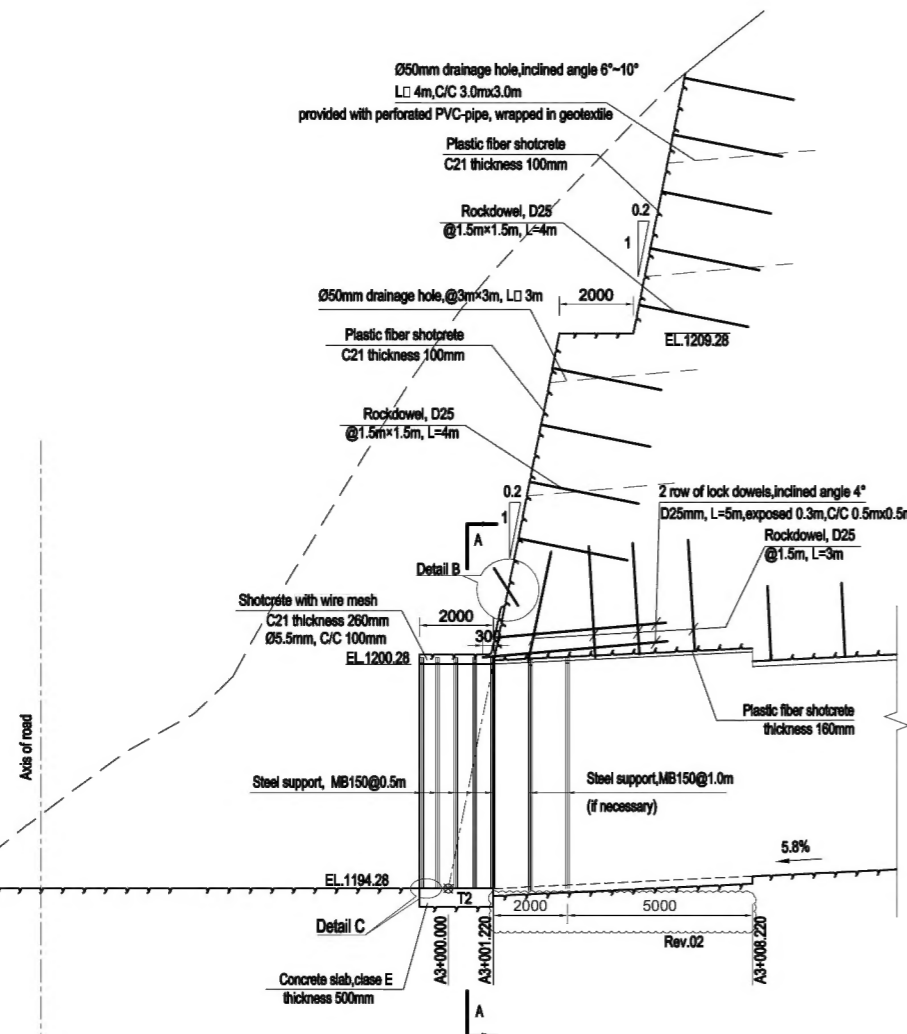 Ø50mm drainage hole,inclined angle 6°~10°
L□ 4m,C/C 3.0mx3.0m
provided with perforated PVC-pipe, wrapped in geotextile
Plastic fiber shotcrete
C21 thickness 100mm
Rockdowel, D25
@1.5m×1.5m, L=4m
0.2
1
2000
EL.1209.28
Ø50mm drainage hole,@3m×3m, L□ 3m
Plastic fiber shotcrete
C21 thickness 100mm
Rockdowel, D25
@1.5m×1.5m, L=4m
0.2
1
2 row of lock dowels,inclined angle 4°
D25mm, L=5m,exposed 0.3m,C/C 0.5mx0.5m
Rockdowel, D25
@1.5m, L=3m
A
Detail B
Shotcrete with wire mesh
C21 thickness 260mm
Ø5.5mm, C/C 100mm
2000
300
EL.1200.28
Plastic fiber shotcrete
thickness 160mm
Axis of road
Steel support, MB150@0.5m
Steel support,MB150@1.0m
(if necessary)
5.8%
EL.1194.28
T2
2000
5000
Detail C
Rev.02
A3+000.000
A3+001.220
A3+008.220
Concrete slab,clase E
thickness 500mm
A